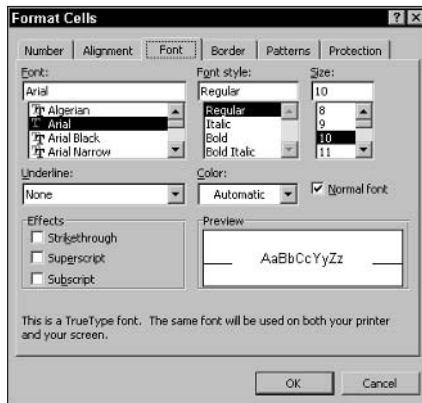 Format Cells
Number Alignment Font Border Patterns Protection
Font: Font style: Size:
Arial Regular 10
Algerian Regular 8
Arial Italic 9
Arial Black Bold 10
Arial Narrow Bold Italic 11
Underline: Color:
None Automatic Normal font
Effects Preview
Strikethrough
Superscript AaBbCcYyZz
Subscript
This is a TrueType font. The same font will be used on both your printer
and your screen.
OK Cancel